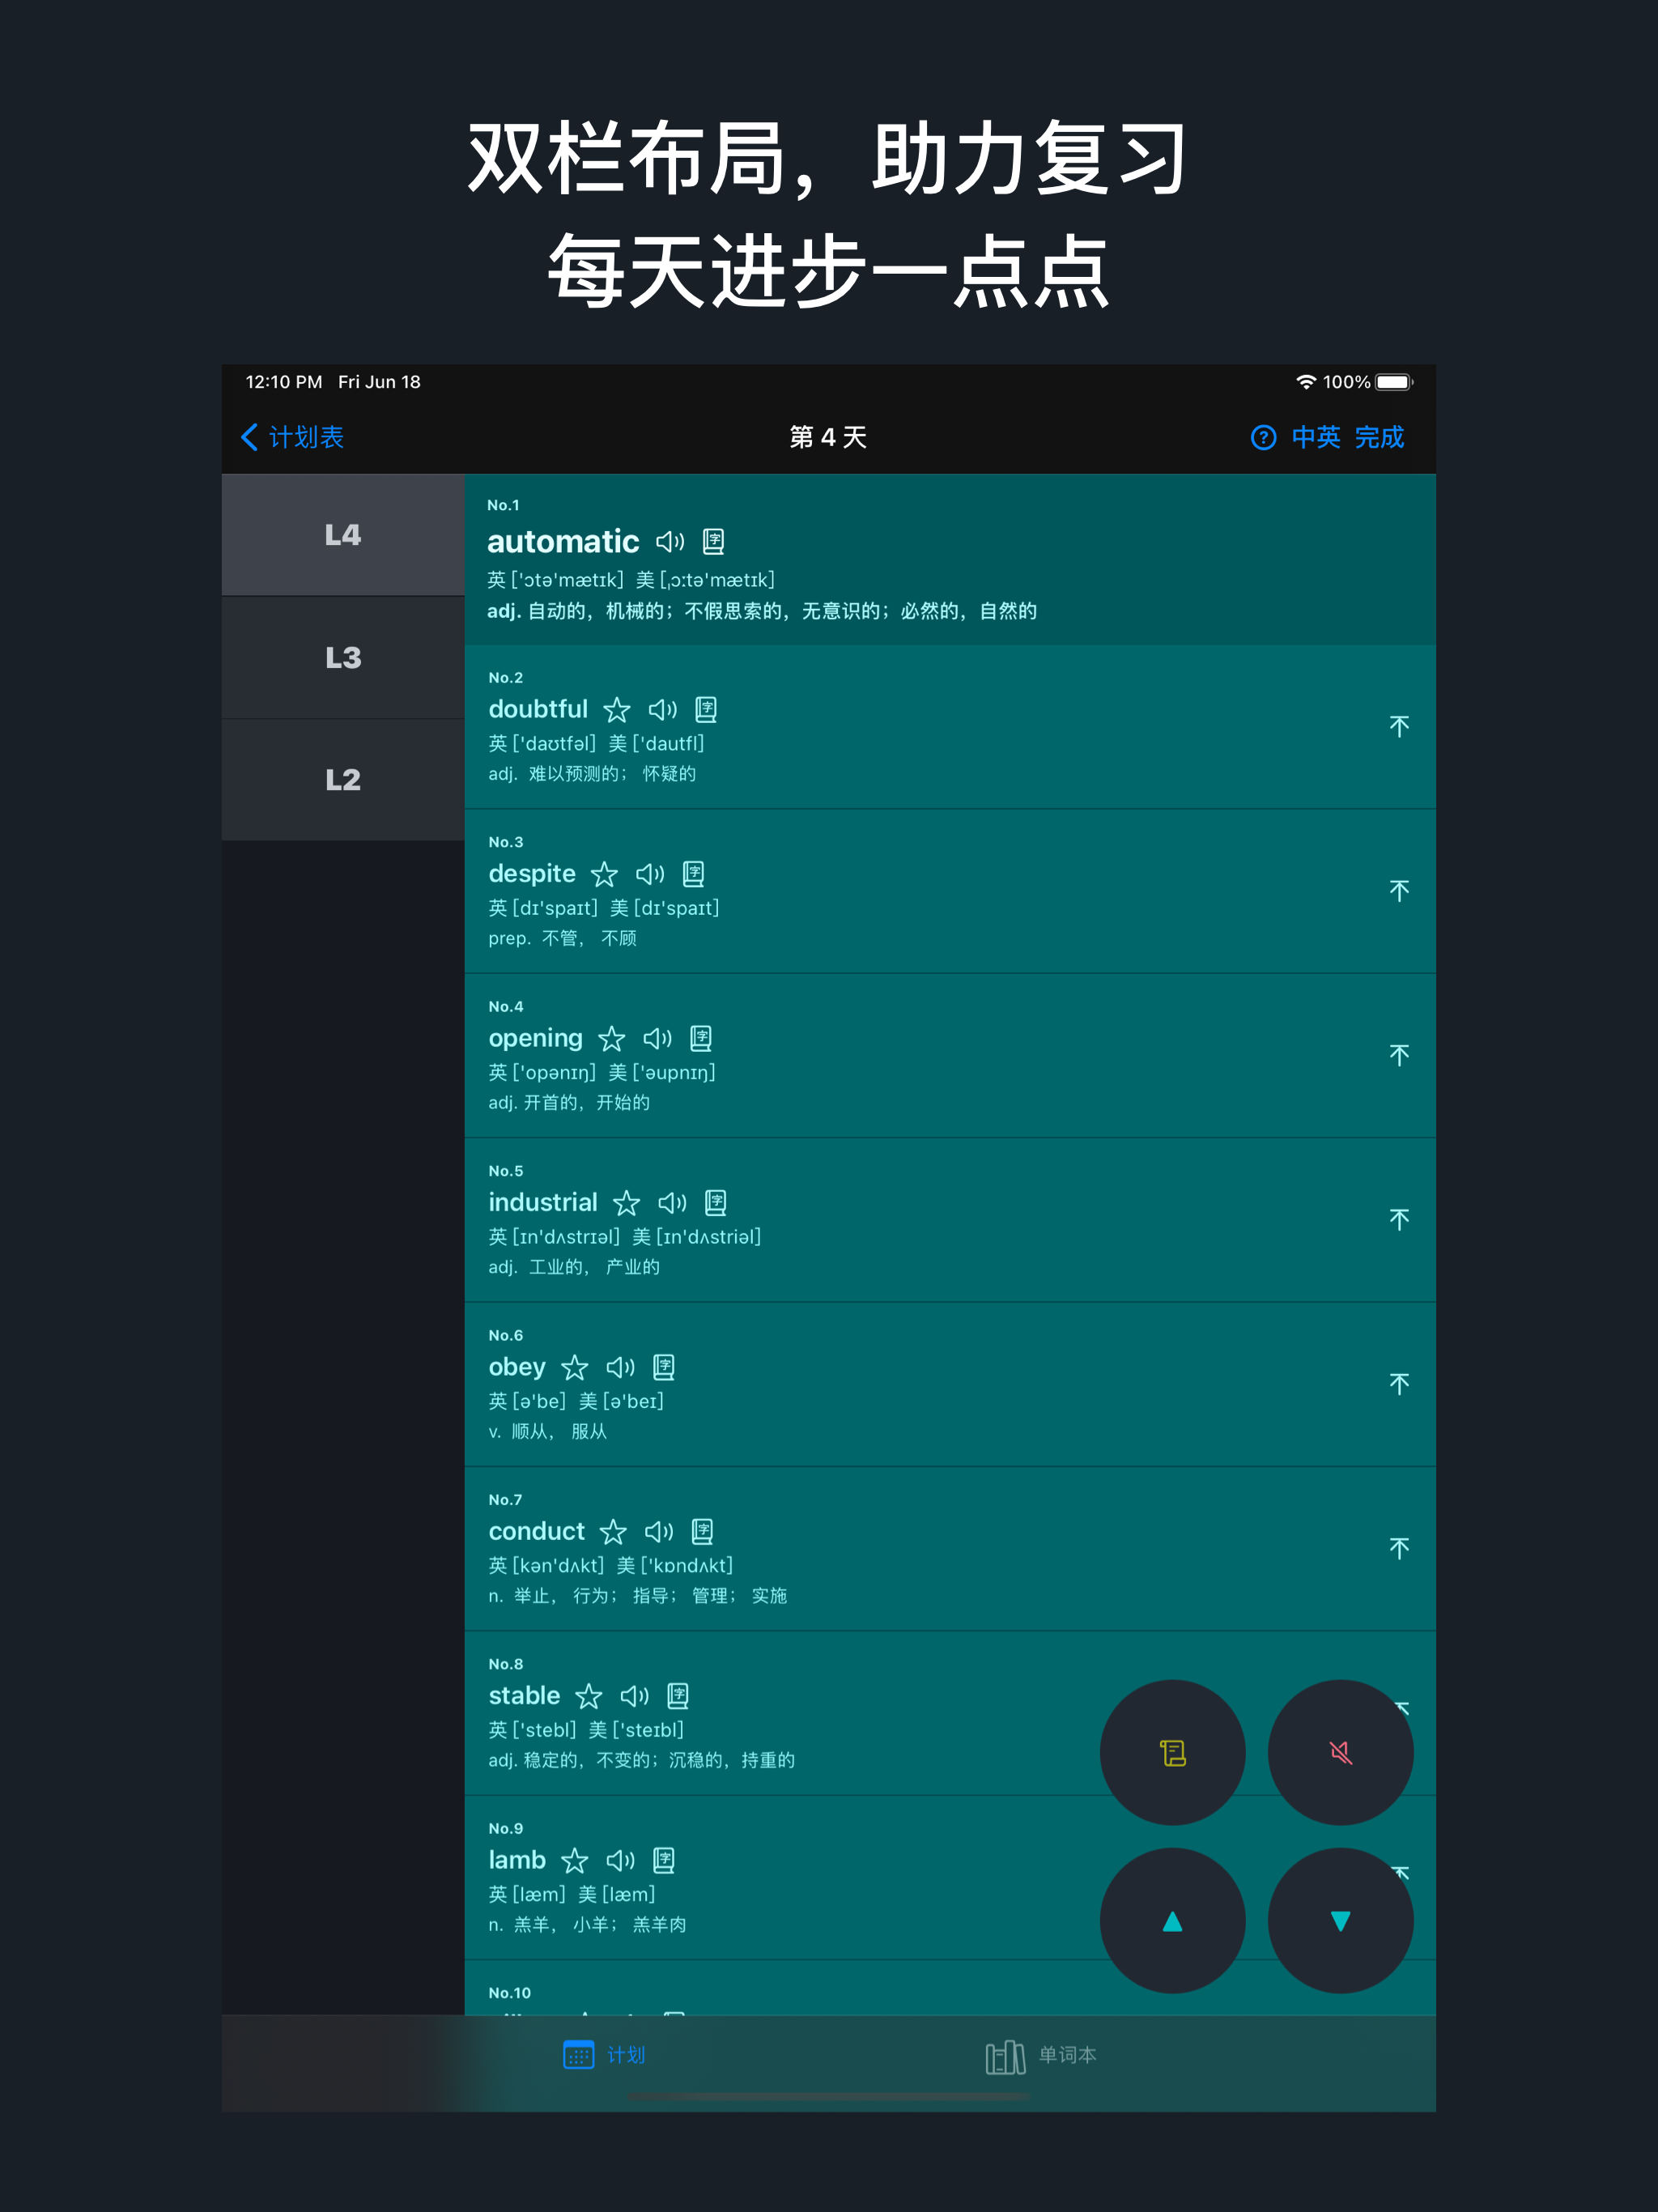 双栏布局，助力复习
每天进步一点点
12:10 PM Fri Jun 18
100%
计划表
第 4 天
中英 完成
L4
L3
L2
No.1
automatic
英 ['ɔtə'mætɪk] 美 [ˌɔːtə'mætɪk]
adj. 自动的，机械的；不假思索的，无意识的；必然的，自然的
No.2
doubtful
英 ['daʊtfəl] 美 ['dautfl]
adj. 难以预测的； 怀疑的
No.3
despite
英 [dɪ'spaɪt] 美 [dɪ'spaɪt]
prep. 不管， 不顾
No.4
opening
英 ['opənɪŋ] 美 ['əupnɪŋ]
adj. 开首的，开始的
No.5
industrial
英 [ɪn'dʌstrɪəl] 美 [ɪn'dʌstriəl]
adj. 工业的， 产业的
No.6
obey
英 [ə'be] 美 [ə'beɪ]
v. 顺从， 服从
No.7
conduct
英 [kən'dʌkt] 美 ['kɒndʌkt]
n. 举止， 行为； 指导； 管理； 实施
No.8
stable
英 ['stebl] 美 ['steɪbl]
adj. 稳定的，不变的；沉稳的，持重的
No.9
lamb
英 [læm] 美 [læm]
n. 羔羊， 小羊； 羔羊肉
No.10
计划
单词本